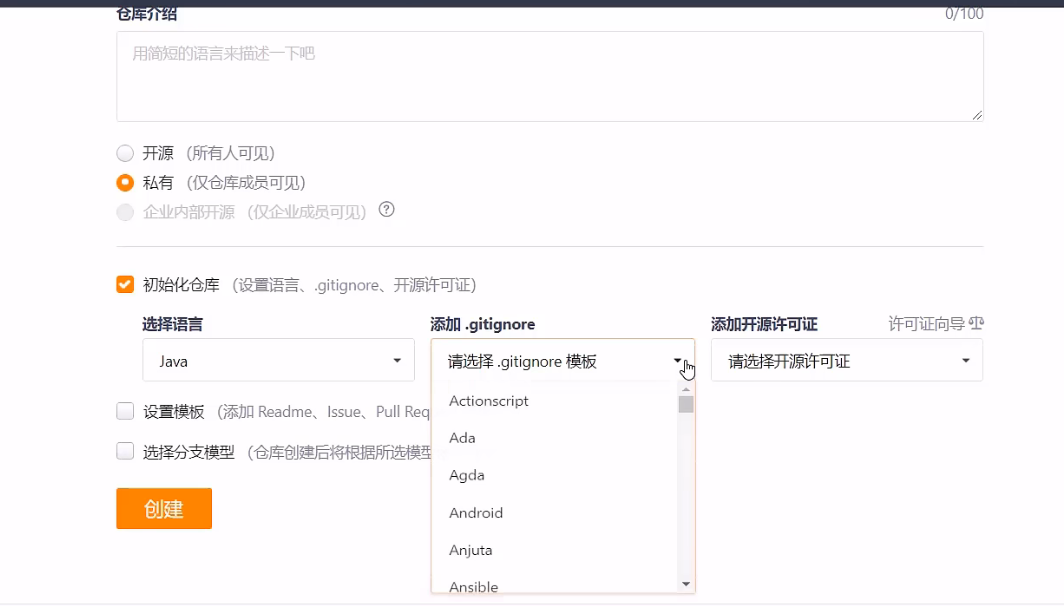 仓库介绍 0/100
用简短的语言来描述一下吧
开源 (所有人可见)
私有 (仅仓库成员可见)
企业内部开源 (仅企业成员可见) ?
初始化仓库 (设置语言、.gitignore、开源许可证)
选择语言 添加 .gitignore 添加开源许可证 许可证向导
Java 请选择 .gitignore 模板 请选择开源许可证
Actionscript
设置模板 (添加 Readme、Issue、Pull Req
Ada
选择分支模型 (仓库创建后将根据所选模型
Agda
创建
Android
Anjuta
Ansible